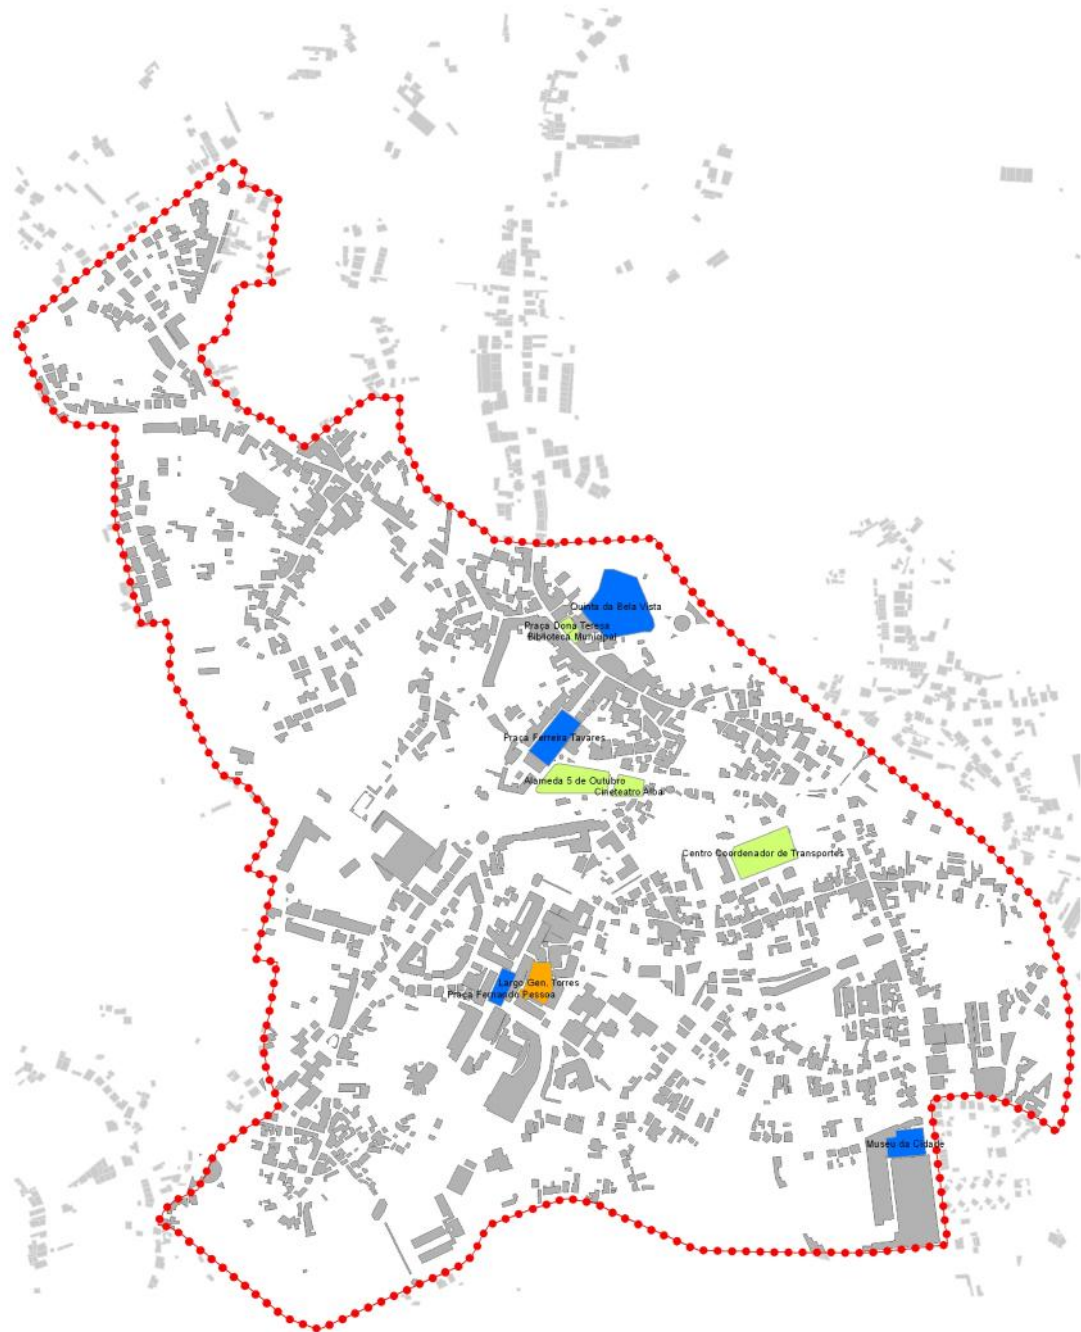 Quinta da Bela Vista
Praça Dona Teresa
Biblioteca Municipal
Praça Ferreira Tavares
Alameda 5 de Outubro
Cineteatro Alba
Centro Coordenador de Transportes
Largo Gen. Torres
Praça Fernando Pessoa
Museu da Cidade